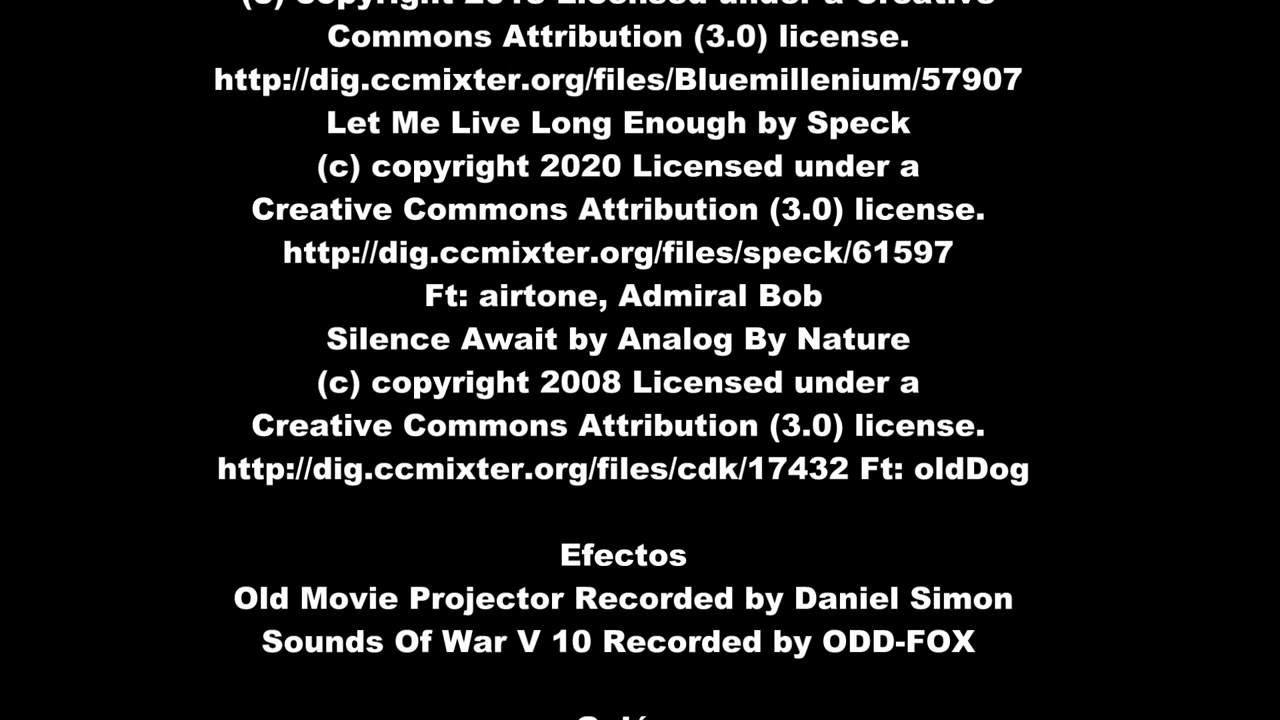 (c) copyright Licensed under a Creative
Commons Attribution (3.0) license.
http://dig.ccmixter.org/files/Bluemillenium/57907
Let Me Live Long Enough by Speck
(c) copyright 2020 Licensed under a
Creative Commons Attribution (3.0) license.
http://dig.ccmixter.org/files/speck/61597
Ft: airtone, Admiral Bob
Silence Await by Analog By Nature
(c) copyright 2008 Licensed under a
Creative Commons Attribution (3.0) license.
http://dig.ccmixter.org/files/cdk/17432 Ft: oldDog
Efectos
Old Movie Projector Recorded by Daniel Simon
Sounds Of War V 10 Recorded by ODD-FOX